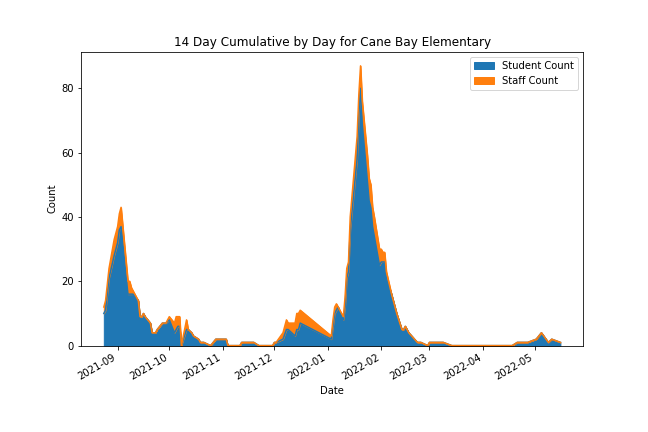 14 Day Cumulative by Day for Cane Bay Elementary
Student Count
Staff Count
80
60
40
20
0
Count
2021-09
2021-10
2021-11
2021-12
2022-01
2022-02
2022-03
2022-04
2022-05
Date